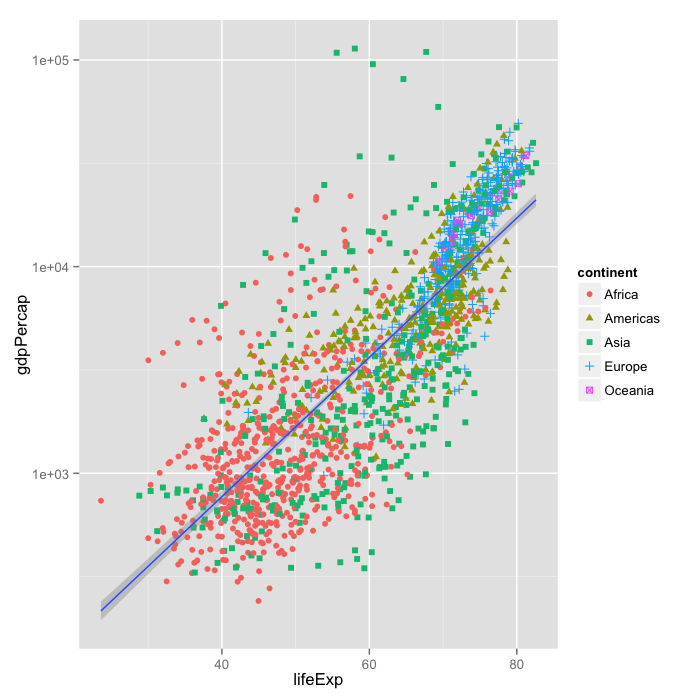 1e+05
1e+04
1e+03
gdpPercap
40 60 80
lifeExp
continent
Africa
Americas
Asia
Europe
Oceania